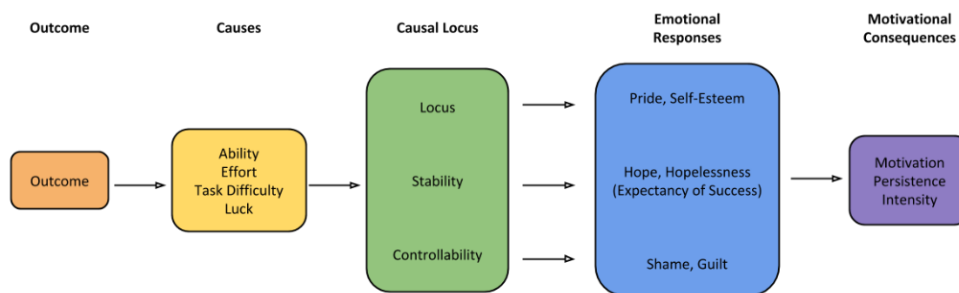 Outcome
Causes
Causal Locus
Emotional
Responses
Motivational
Consequences
Outcome
Ability
Effort
Task Difficulty
Luck
Locus
Stability
Controllability
Pride, Self-Esteem
Hope, Hopelessness
(Expectancy of Success)
Shame, Guilt
Motivation
Persistence
Intensity